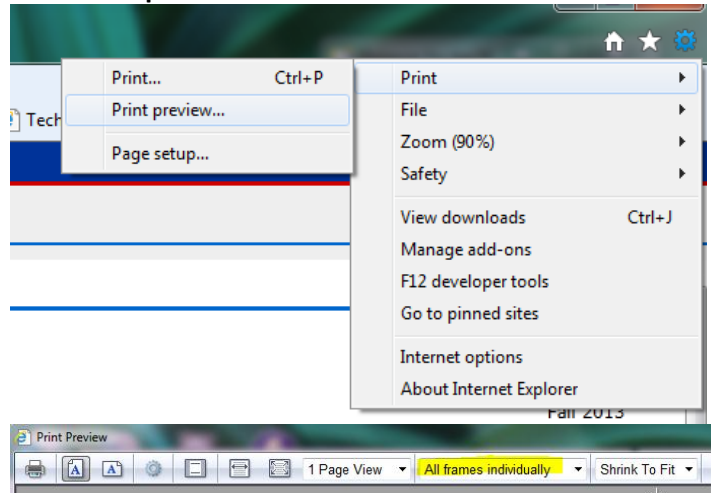 Print... Ctrl+P
Print preview...
Page setup...
Tech
Print
File
Zoom (90%)
Safety
View downloads Ctrl+J
Manage add-ons
F12 developer tools
Go to pinned sites
Internet options
About Internet Explorer
Fall 2013
Print Preview
A A 1 Page View All frames individually Shrink To Fit